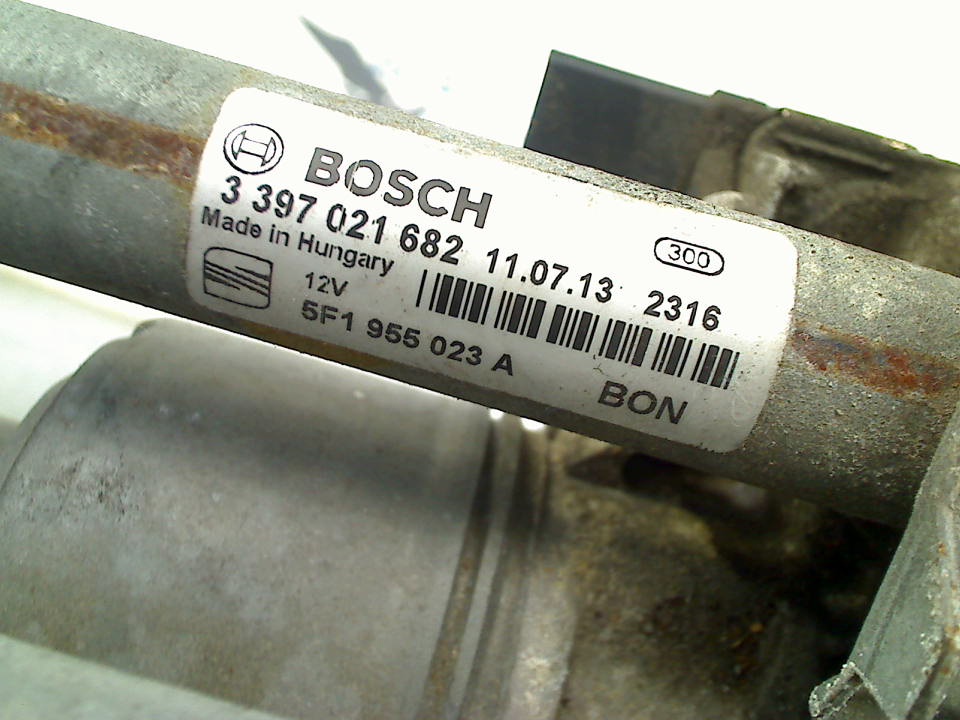 BOSCH
3 397 021 682 11.07.13 2316
300
Made in Hungary
12V
5F1 955 023 A
BON